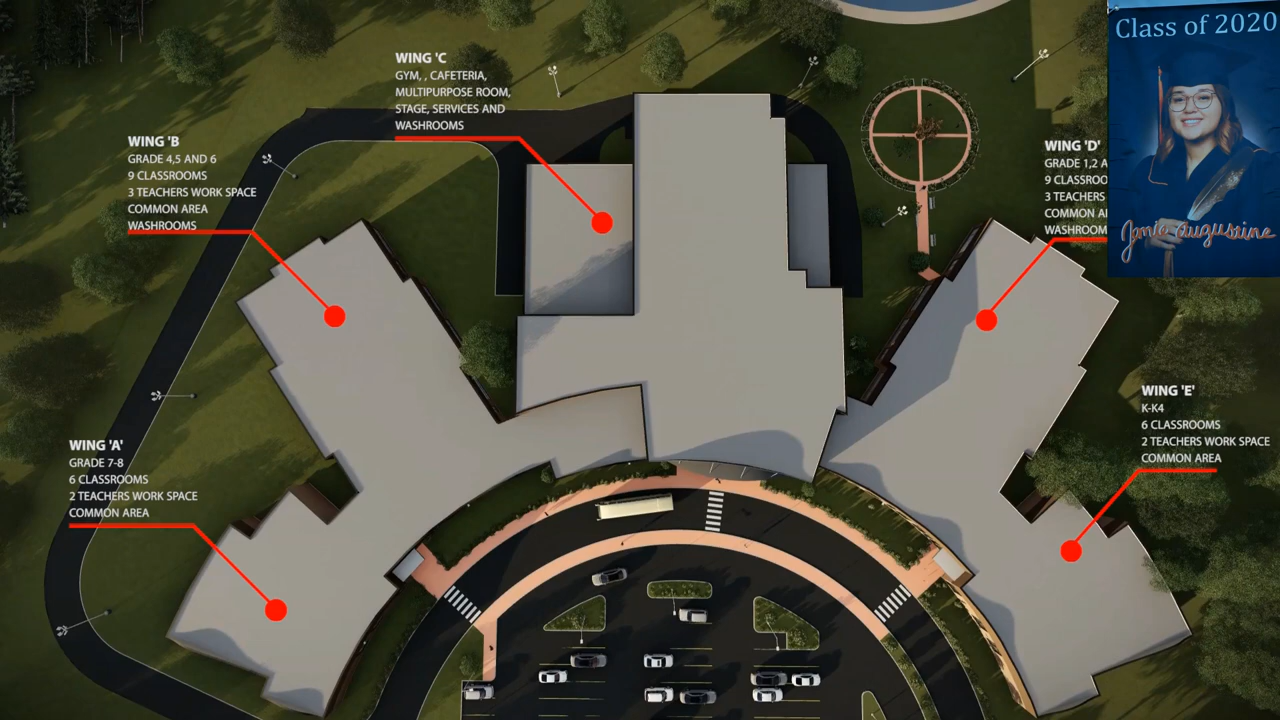 Class of 2020
WING 'C'
GYM, , CAFETERIA,
MULTIPURPOSE ROOM,
STAGE, SERVICES AND
WASHROOMS
WING 'B
GRADE 4,5 AND 6
9 CLASSROOMS
3 TEACHERS WORK SPACE
COMMON AREA
WASHROOMS
WING 'D'
GRADE 1,2 A
9 CLASSROO
3 TEACHERS
COMMON A
WASHROOM
WING 'E'
K-K4
6 CLASSROOMS
2 TEACHERS WORK SPACE
COMMON AREA
WING 'A'
GRADE 7-8
6 CLASSROOMS
2 TEACHERS WORK SPACE
COMMON AREA
Augustine